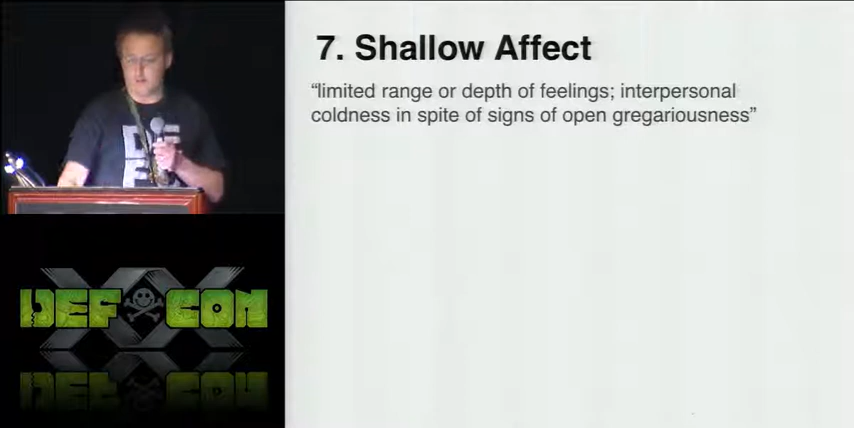 7. Shallow Affect
“limited range or depth of feelings; interpersonal
coldness in spite of signs of open gregariousness”
XX
DEF CON